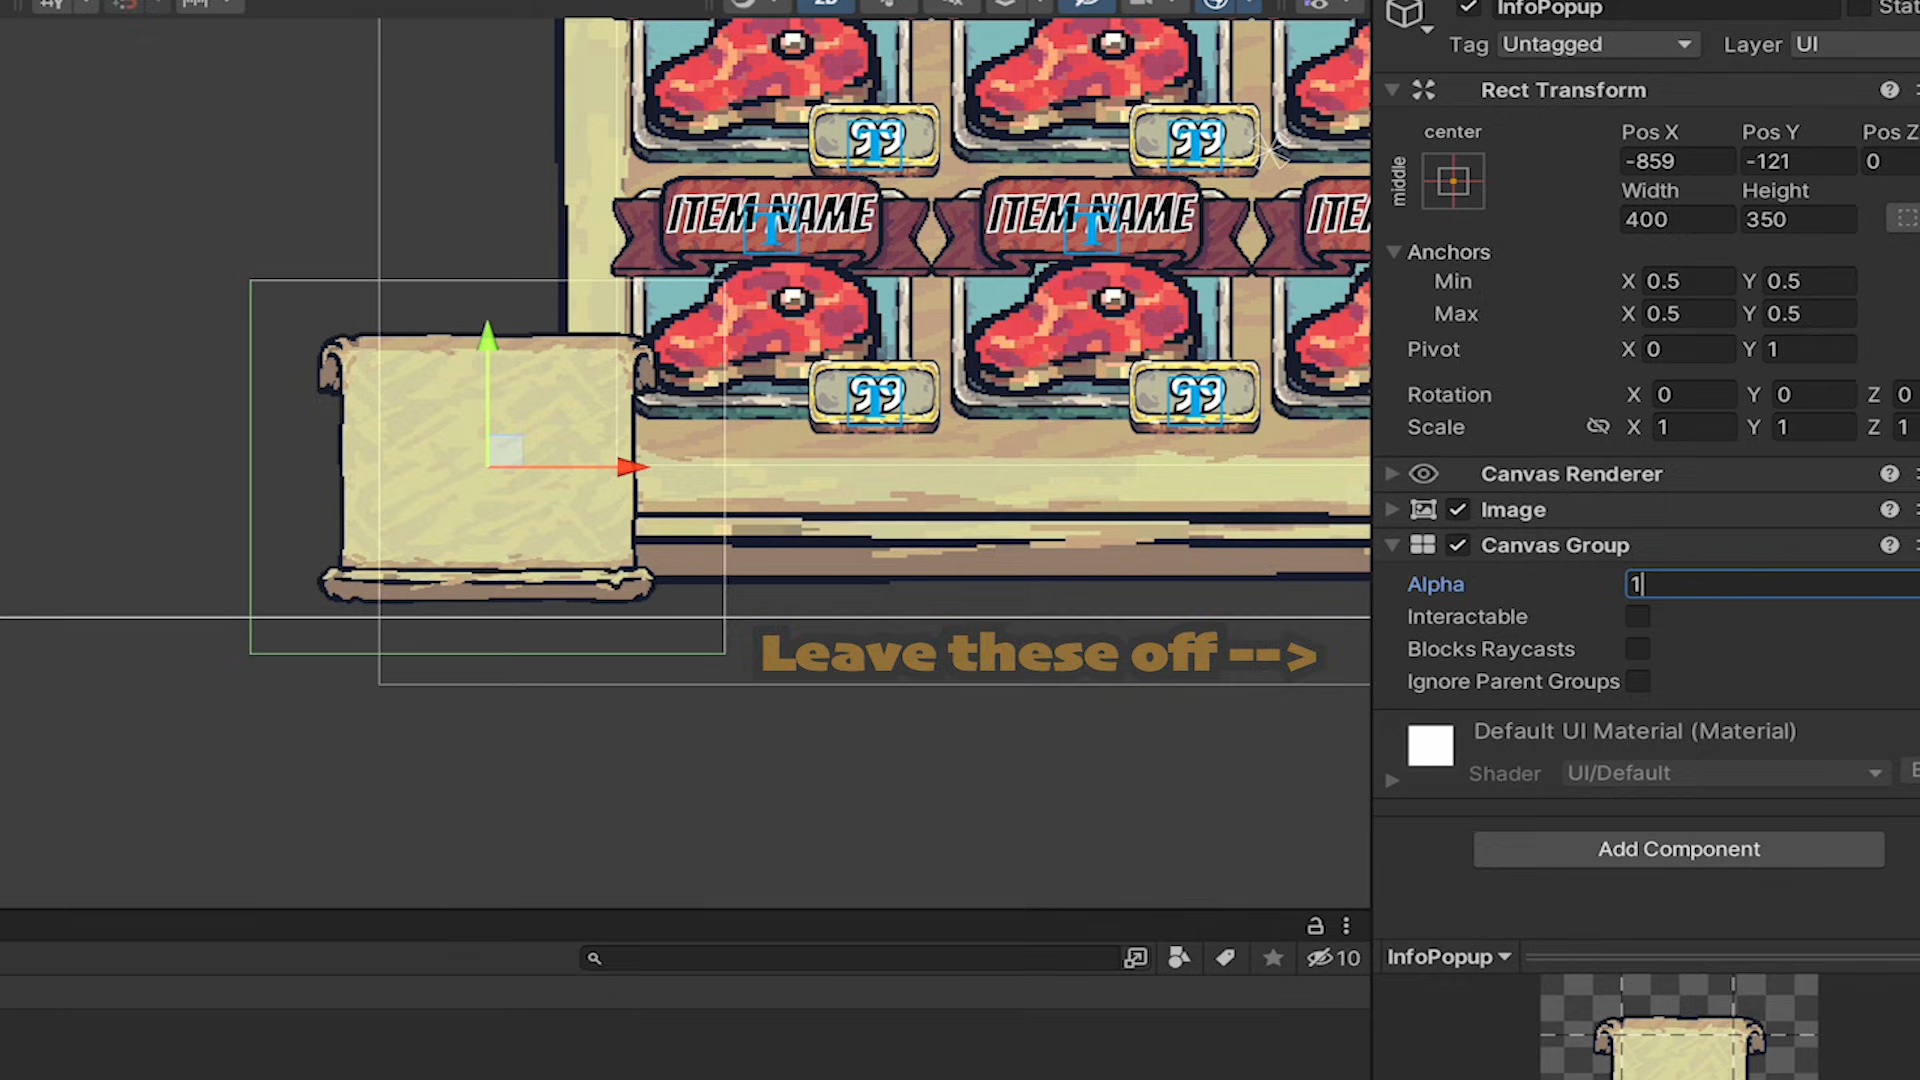 2D
InfoPopup
Stat
Tag Untagged Layer UI
Rect Transform
center
middle
Pos X Pos Y Pos Z
-859 -121 0
Width Height
400 350
Anchors
Min X 0.5 Y 0.5
Max X 0.5 Y 0.5
Pivot X 0 Y 1
Rotation X 0 Y 0 Z 0
Scale X 1 Y 1 Z 1
Canvas Renderer
Image
Canvas Group
Alpha 1
Interactable
Blocks Raycasts
Ignore Parent Groups
Default UI Material (Material)
Shader UI/Default E
Add Component
InfoPopup
99 99
ITEM NAME ITEM NAME ITE
99 99
Leave these off -->
10